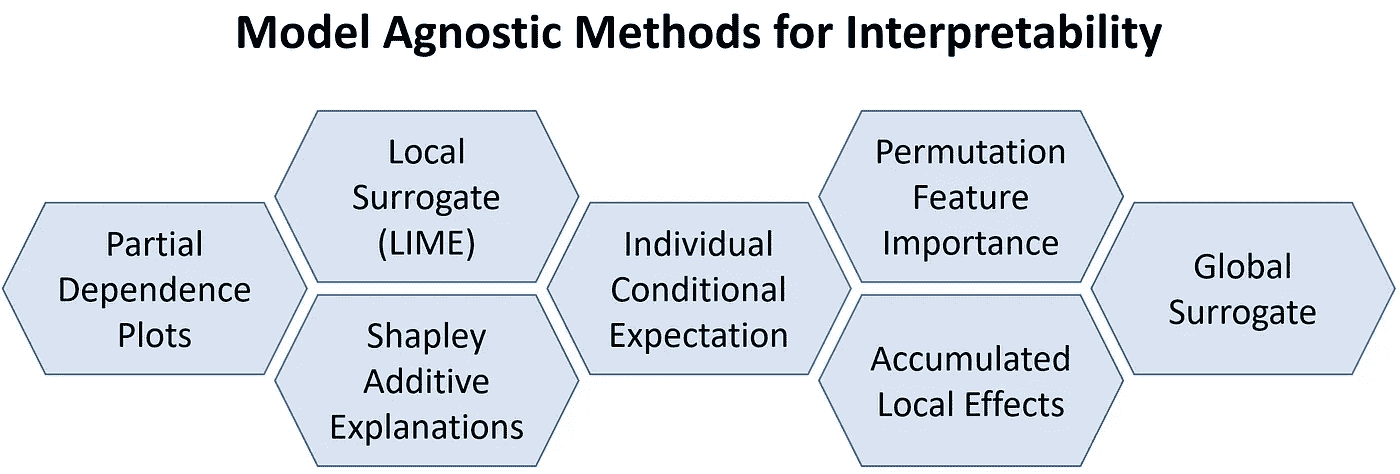 Model Agnostic Methods for Interpretability
Partial
Dependence
Plots
Local
Surrogate
(LIME)
Shapley
Additive
Explanations
Individual
Conditional
Expectation
Permutation
Feature
Importance
Accumulated
Local Effects
Global
Surrogate